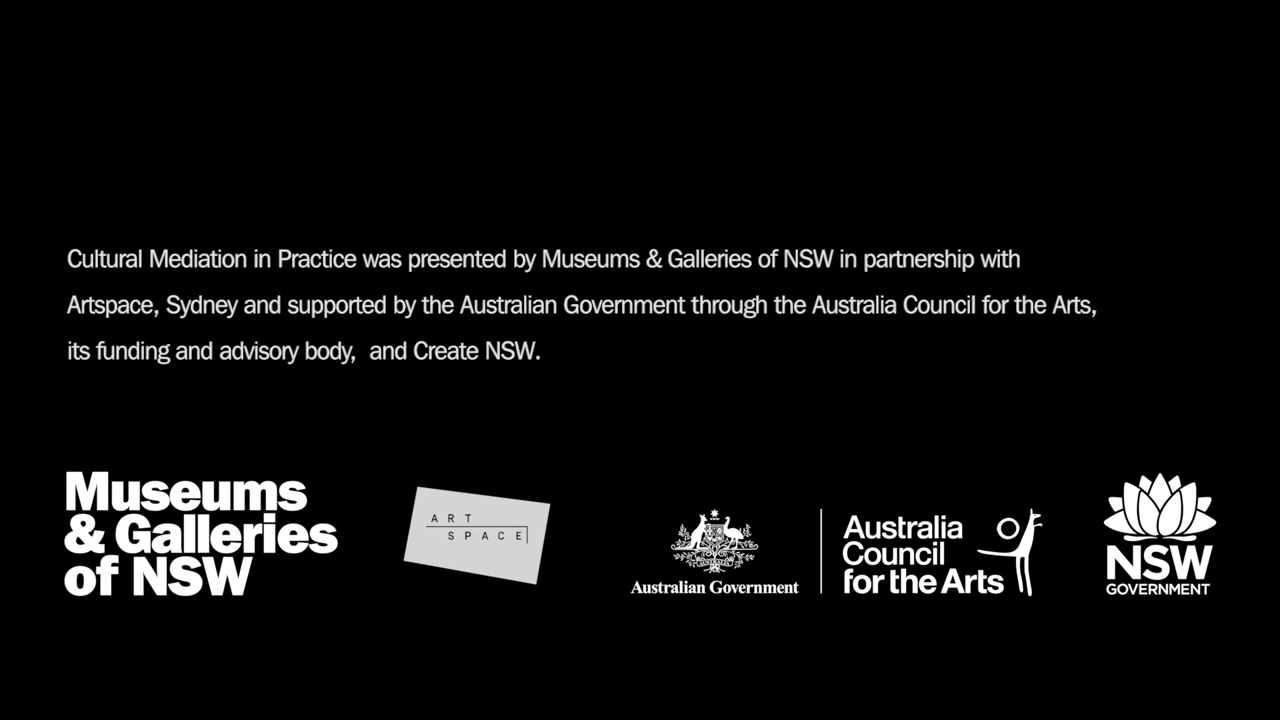 Cultural Mediation in Practice was presented by Museums & Galleries of NSW in partnership with
Artspace, Sydney and supported by the Australian Government through the Australia Council for the Arts,
its funding and advisory body,  and Create NSW.
Museums
& Galleries
of NSW
ART
SPACE
AUSTRALIA
Australian Government
Australia
Council
for the Arts
NSW
GOVERNMENT